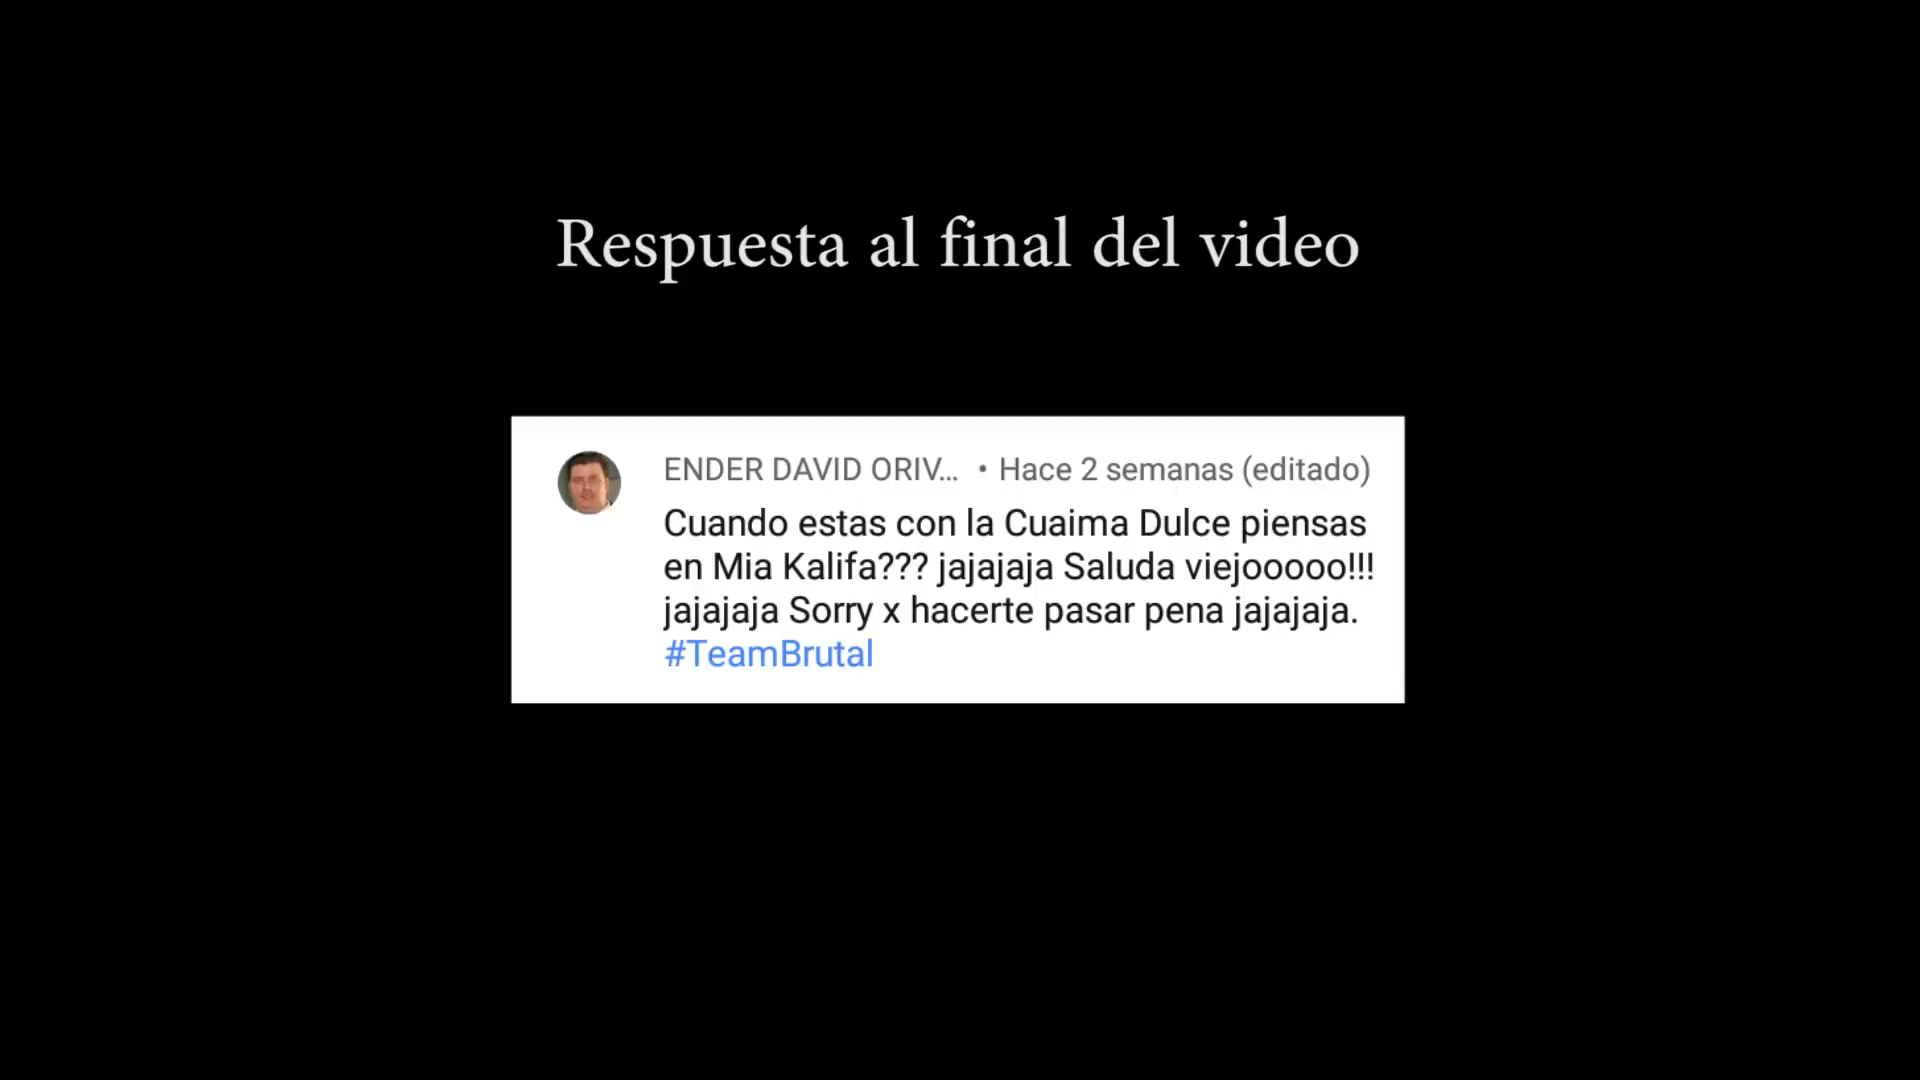 Respuesta al final del video
ENDER DAVID ORIV... • Hace 2 semanas (editado)
Cuando estas con la Cuaima Dulce piensas
en Mia Kalifa??? jajajaja Saluda viejooooo!!!
jajajaja Sorry x hacerte pasar pena jajajaja.
#TeamBrutal